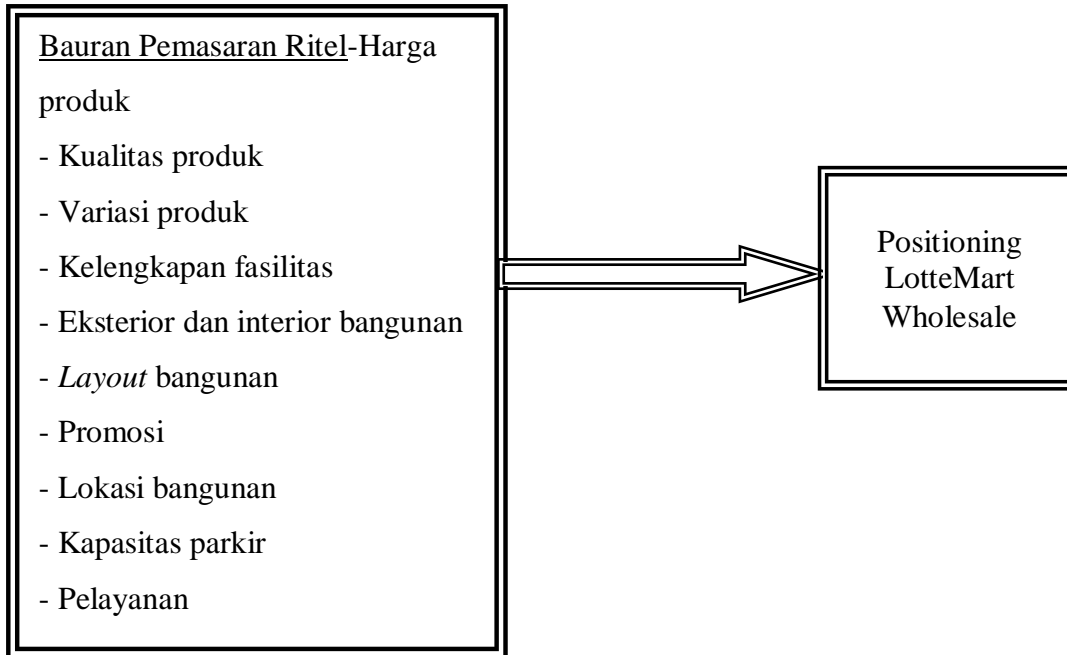 Bauran Pemasaran Ritel-Harga
produk
- Kualitas produk
- Variasi produk
- Kelengkapan fasilitas
- Eksterior dan interior bangunan
- Layout bangunan
- Promosi
- Lokasi bangunan
- Kapasitas parkir
- Pelayanan
Positioning
LotteMart
Wholesale